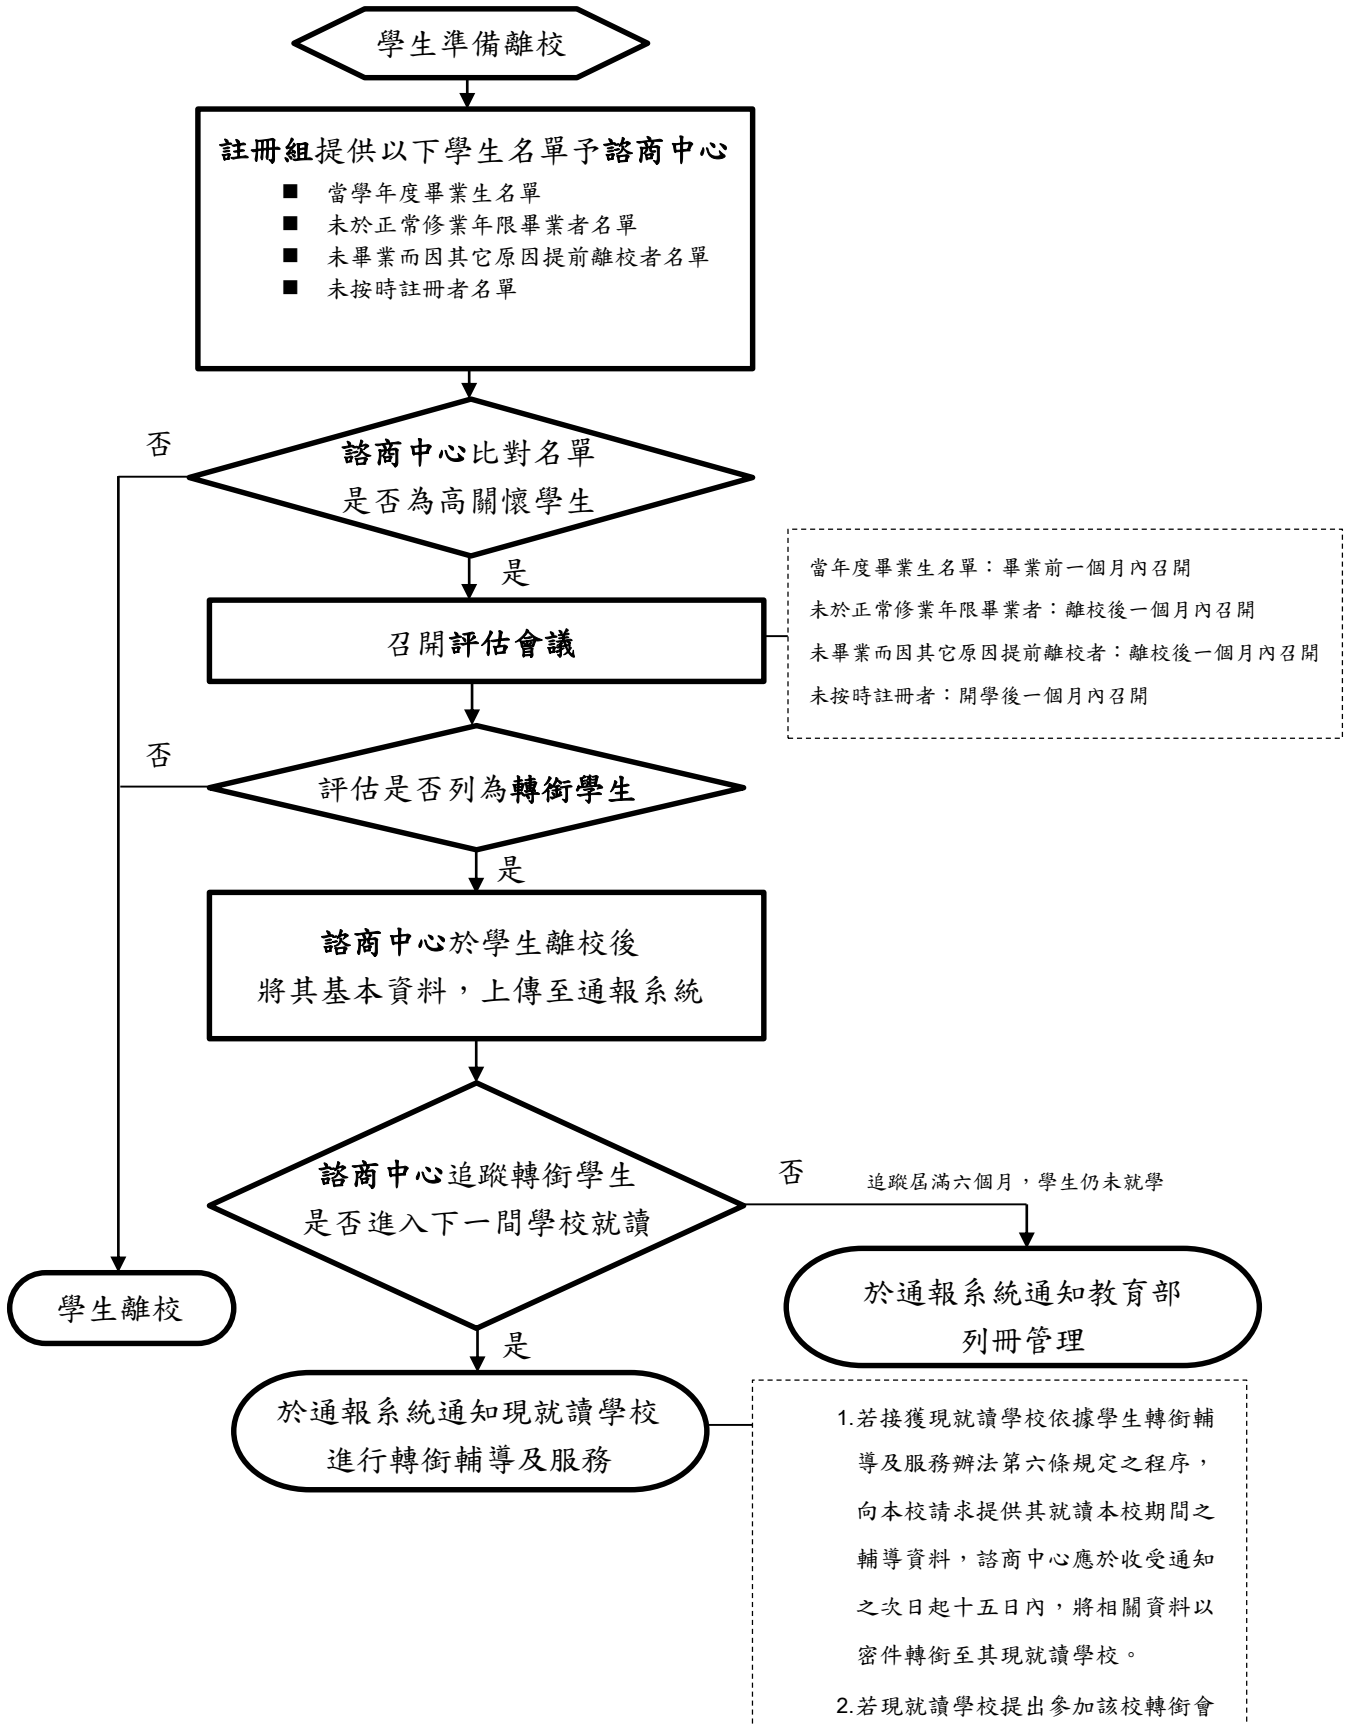 學生準備離校
註冊組提供以下學生名單予諮商中心
■ 當學年度畢業生名單
■ 未於正常修業年限畢業者名單
■ 未畢業而因其它原因提前離校者名單
■ 未按時註冊者名單
否
諮商中心比對名單
是否為高關懷學生
是
召開評估會議
當年度畢業生名單：畢業前一個月內召開
未於正常修業年限畢業者：離校後一個月內召開
未畢業而因其它原因提前離校者：離校後一個月內召開
未按時註冊者：開學後一個月內召開
否
評估是否列為轉銜學生
是
諮商中心於學生離校後
將其基本資料，上傳至通報系統
諮商中心追蹤轉銜學生
是否進入下一間學校就讀
否
追蹤屆滿六個月，學生仍未就學
學生離校
於通報系統通知教育部
列冊管理
是
於通報系統通知現就讀學校
進行轉銜輔導及服務
1.若接獲現就讀學校依據學生轉銜輔
導及服務辦法第六條規定之程序，
向本校請求提供其就讀本校期間之
輔導資料，諮商中心應於收受通知
之次日起十五日內，將相關資料以
密件轉銜至其現就讀學校。
2.若現就讀學校提出參加該校轉銜會